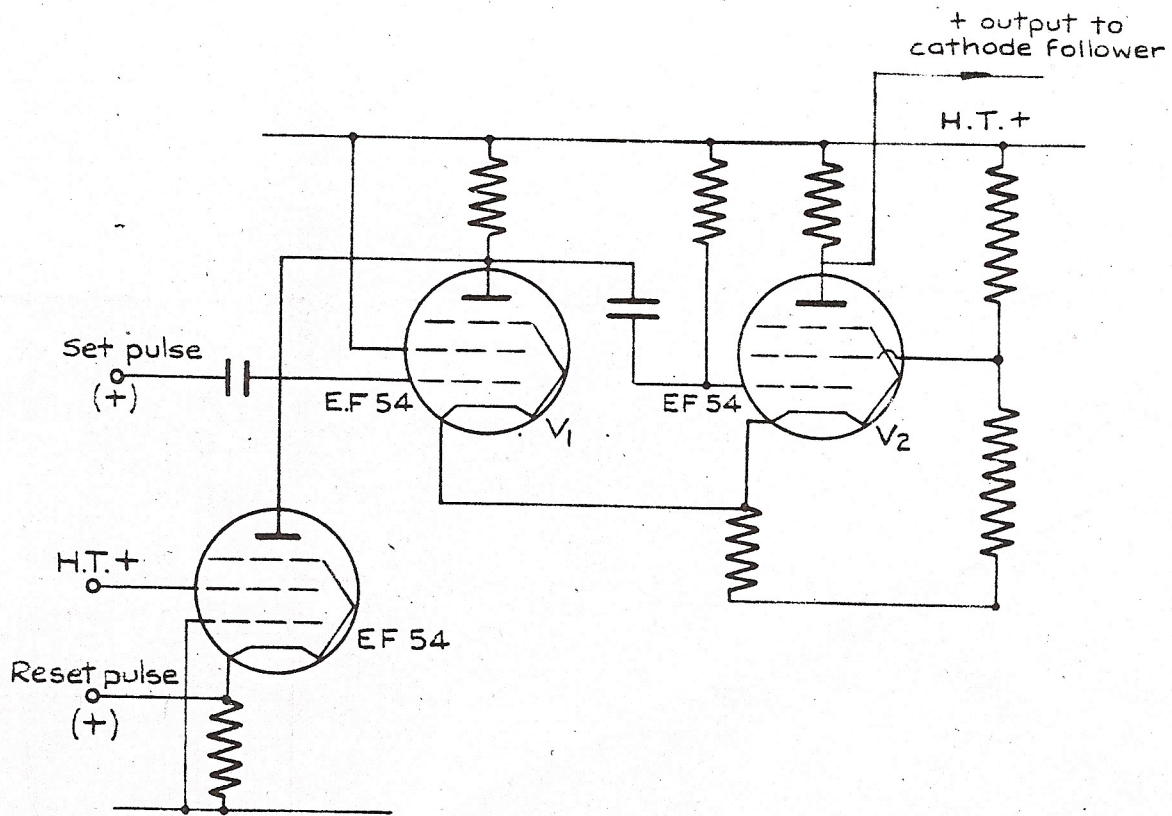 + output to
cathode follower
H.T. +
Set pulse
(+)
E.F 54
V1
EF 54
V2
H.T. +
EF 54
Reset pulse
(+)